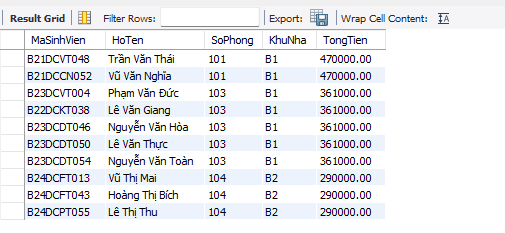 Result Grid Filter Rows: Export: Wrap Cell Content:
MaSinhVien HoTen SoPhong KhuNha TongTien
B21DCVT048 Trần Văn Thái 101 B1 470000.00
B21DCCN052 Vũ Văn Nghĩa 101 B1 470000.00
B23DCVT004 Phạm Văn Đức 103 B1 361000.00
B22DCKT038 Lê Văn Giang 103 B1 361000.00
B23DCDT046 Nguyễn Văn Hòa 103 B1 361000.00
B23DCDT050 Lê Văn Thực 103 B1 361000.00
B23DCDT054 Nguyễn Văn Toàn 103 B1 361000.00
B24DCFT013 Vũ Thị Mai 104 B2 290000.00
B24DCFT043 Hoàng Thị Bích 104 B2 290000.00
B24DCPT055 Lê Thị Thu 104 B2 290000.00